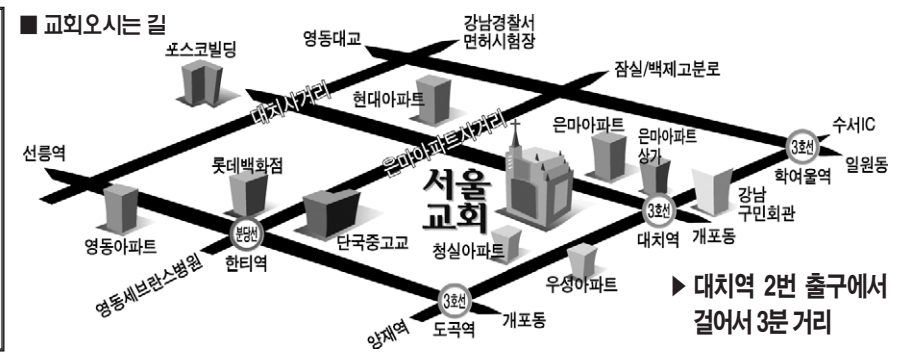 ■ 교회오시는 길
영동대교
강남경찰서
면허시험장
포스코빌딩
잠실/백제고분로
대치사거리
현대아파트
은마아파트사거리
은마아파트
은마아파트
상가
수서IC
3호선
학여울역
일원동
선릉역
롯데백화점
서울
교회
강남
구민회관
3호선
대치역
개포동
영동아파트
분당선
한티역
단국중고교
청실아파트
영동세브란스병원
우성아파트
3호선
도곡역
양재역
개포동
▶ 대치역 2번 출구에서
걸어서 3분 거리